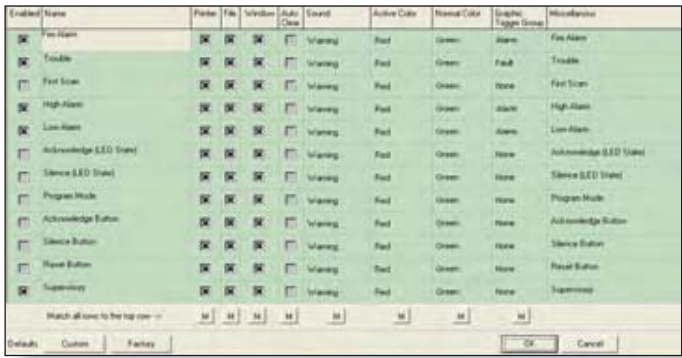 Enabled Name Printer File Window Auto Clear Sound Active Color Normal Color Graphic Trigger Group Miscellaneous
Fire Alarm Warning Red Green Alarm Fire Alarm
Trouble Warning Red Green Fault Trouble
First Scan Warning Red Green None First Scan
High Alarm Warning Red Green Alarm High Alarm
Low Alarm Warning Red Green Alarm Low Alarm
Acknowledge (LED State) Warning Red Green None Acknowledge (LED State)
Silence (LED State) Warning Red Green None Silence (LED State)
Program Mode Warning Red Green None Program Mode
Acknowledge Button Warning Red Green None Acknowledge Button
Silence Button Warning Red Green None Silence Button
Reset Button Warning Red Green None Reset Button
Supervisory Warning Red Green None Supervisory
Match all rows to the top row -> M M M M M M M M
Defaults Custom Factory OK Cancel